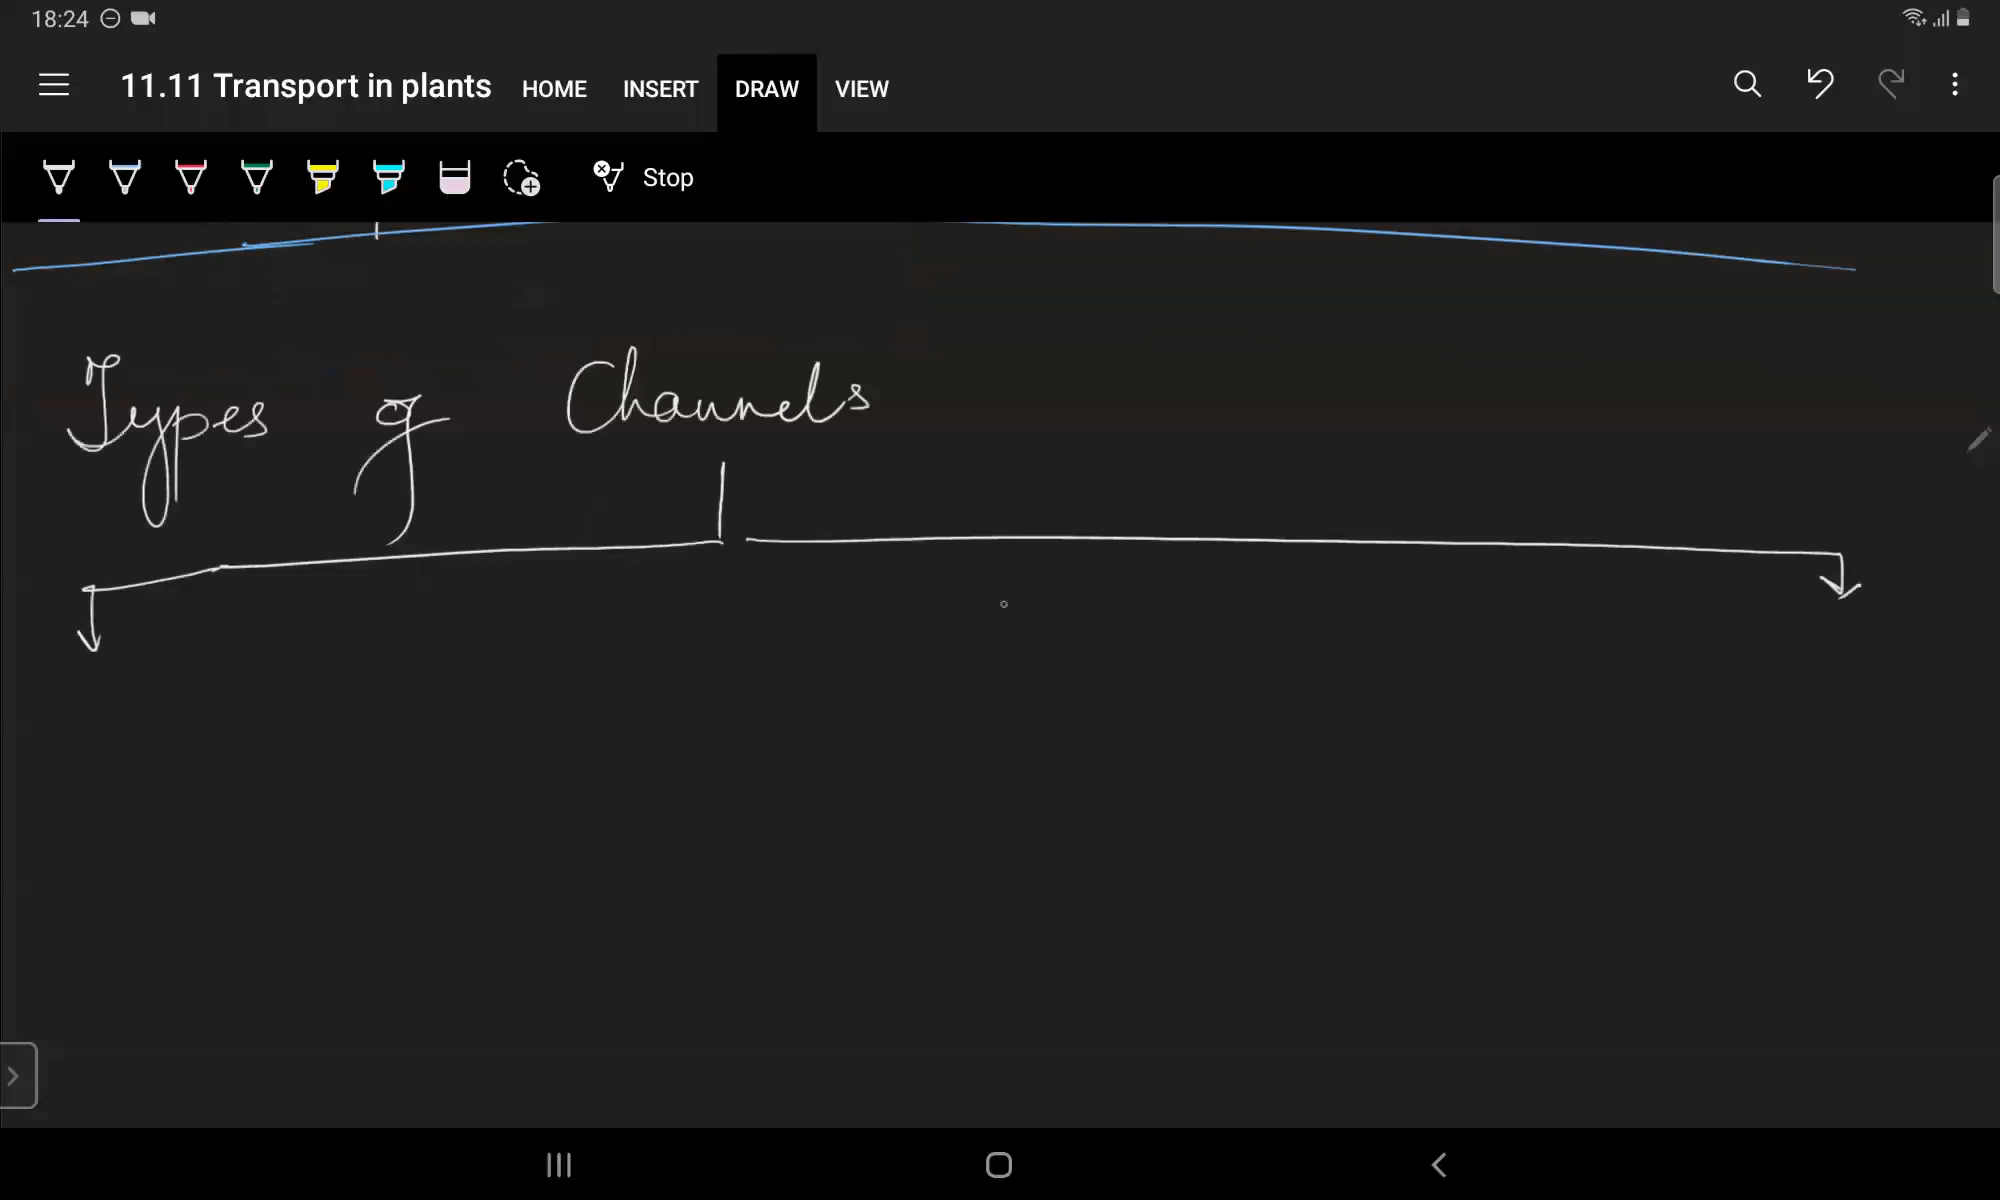 18:24
11.11 Transport in plants HOME INSERT DRAW VIEW
Stop
Types of Channels